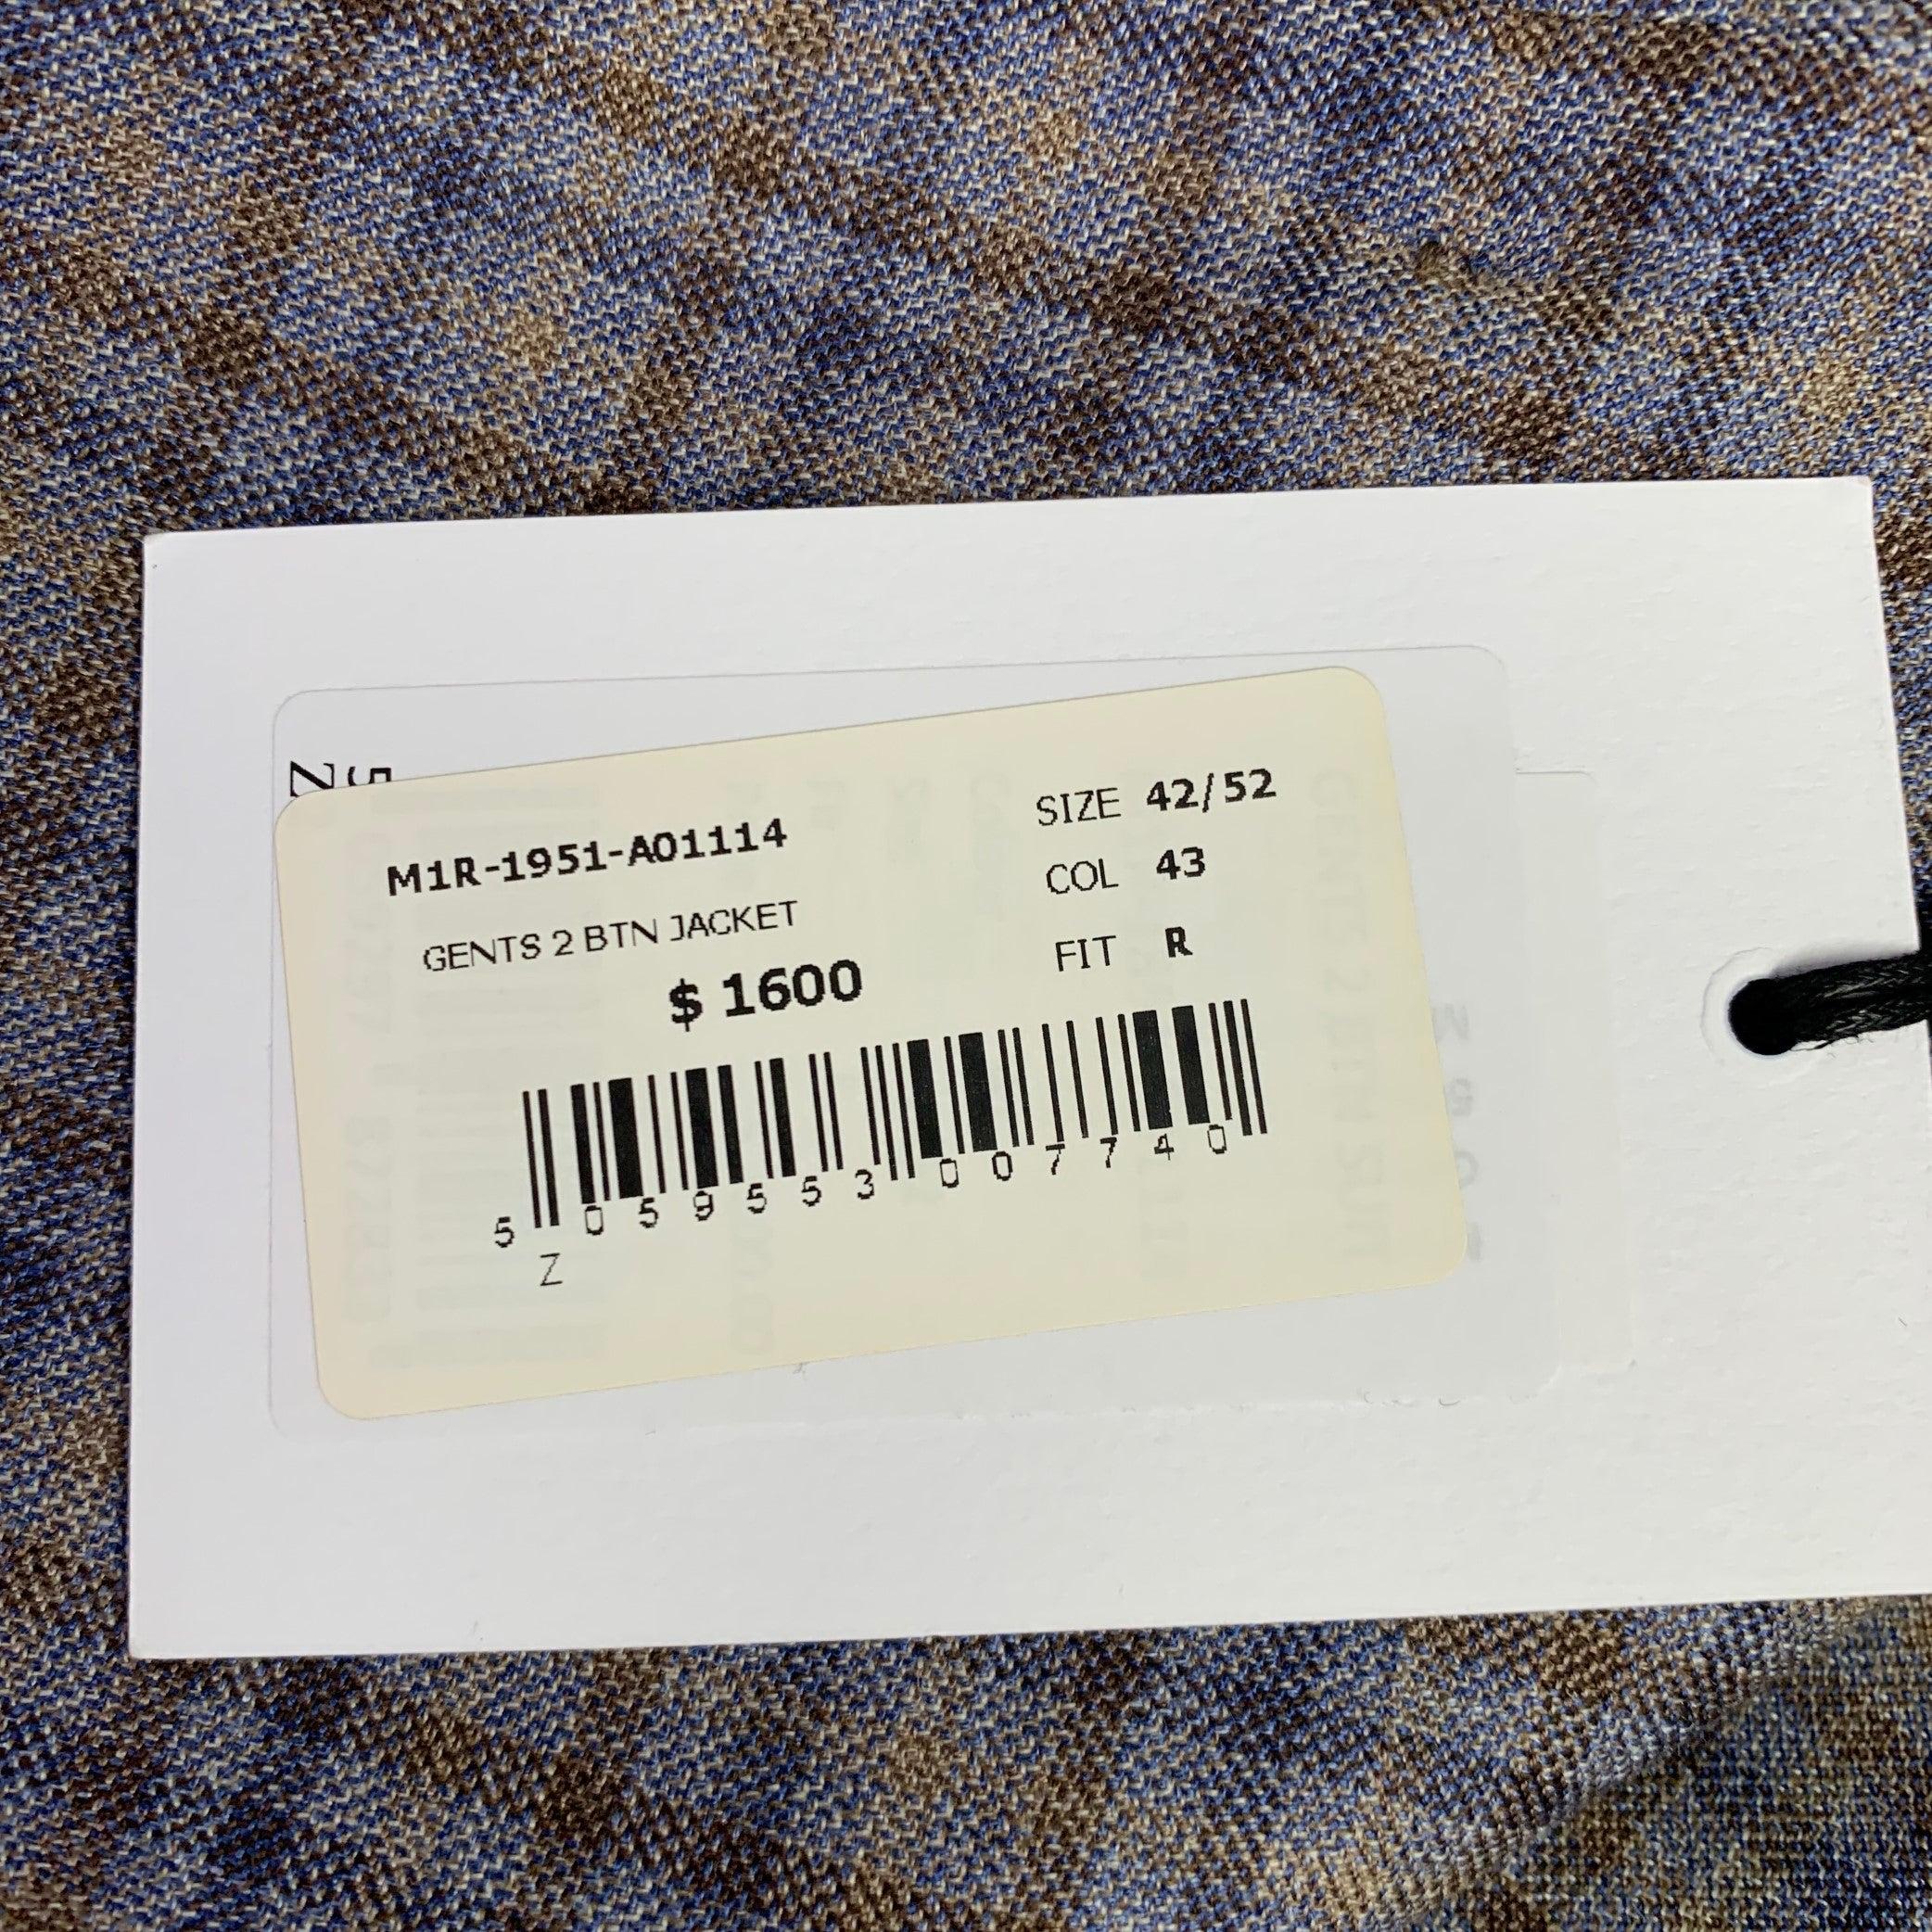 M1R-1951-A01114
GENTS 2 BTN JACKET
$ 1600
SIZE 42/52
COL 43
FIT R
5 059553 007740
Z